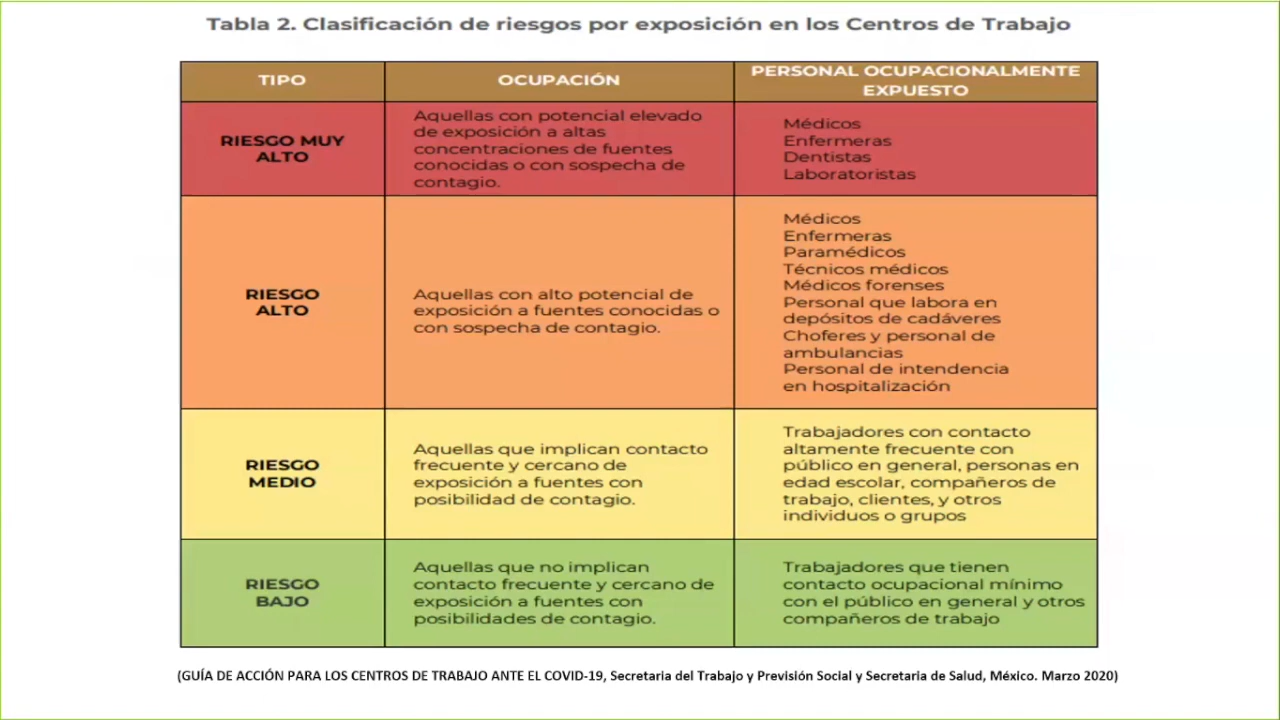 Tabla 2. Clasificación de riesgos por exposición en los Centros de Trabajo
TIPO
OCUPACIÓN
PERSONAL OCUPACIONALMENTE
EXPUESTO
RIESGO MUY
ALTO
Aquellas con potencial elevado
de exposición a altas
concentraciones de fuentes
conocidas o con sospecha de
contagio.
Médicos
Enfermeras
Dentistas
Laboratoristas
RIESGO
ALTO
Aquellas con alto potencial de
exposición a fuentes conocidas o
con sospecha de contagio.
Médicos
Enfermeras
Paramédicos
Técnicos médicos
Médicos forenses
Personal que labora en
depósitos de cadáveres
Choferes y personal de
ambulancias
Personal de intendencia
en hospitalización
RIESGO
MEDIO
Aquellas que implican contacto
frecuente y cercano de
exposición a fuentes con
posibilidad de contagio.
Trabajadores con contacto
altamente frecuente con
público en general, personas en
edad escolar, compañeros de
trabajo, clientes, y otros
individuos o grupos
RIESGO
BAJO
Aquellas que no implican
contacto frecuente y cercano de
exposición a fuentes con
posibilidades de contagio.
Trabajadores que tienen
contacto ocupacional mínimo
con el público en general y otros
compañeros de trabajo
(GUÍA DE ACCIÓN PARA LOS CENTROS DE TRABAJO ANTE EL COVID-19, Secretaria del Trabajo y Previsión Social y Secretaria de Salud, México. Marzo 2020)